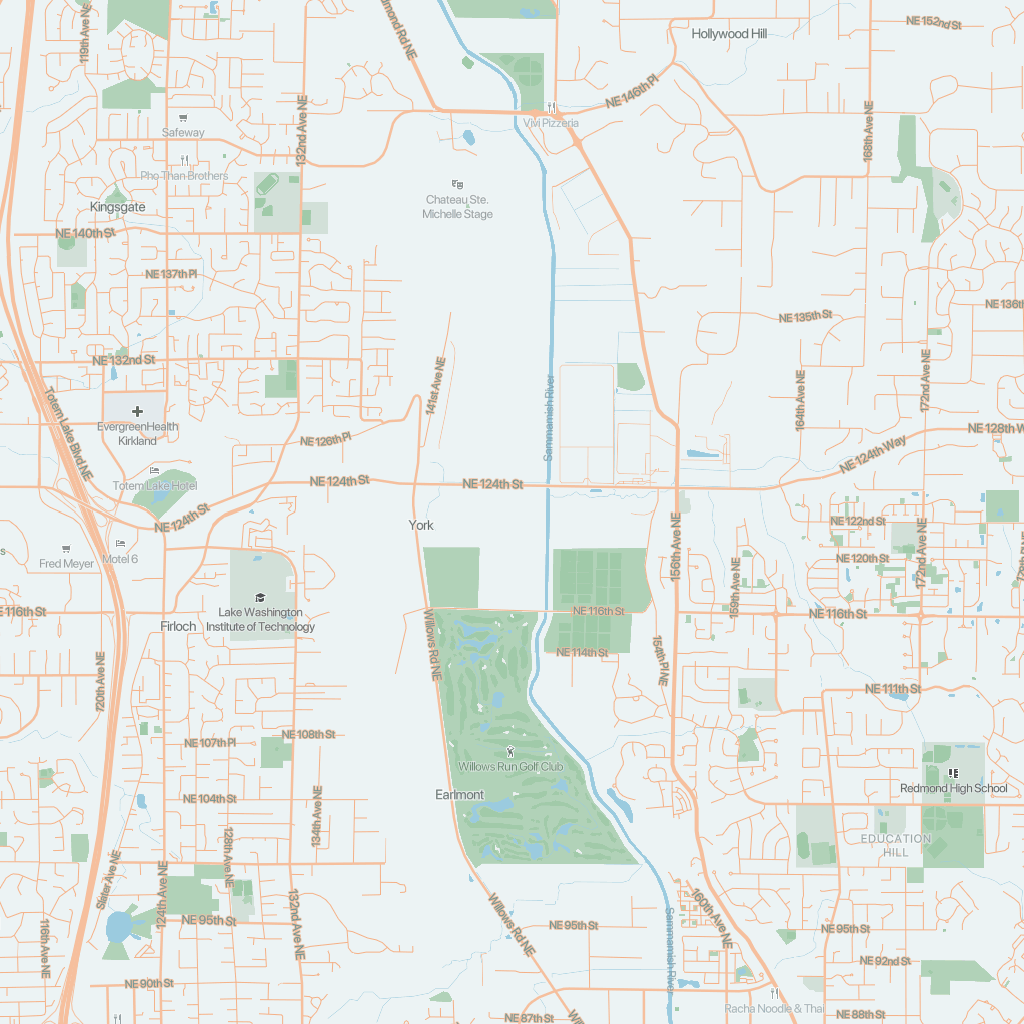 119th Ave NE
Redmond Rd NE
Hollywood Hill
NE 152nd St
NE 146th Pl
Vivi Pizzeria
Safeway
132nd Ave NE
168th Ave NE
Pho Than Brothers
Chateau Ste.
Michelle Stage
Kingsgate
NE 140th St
NE 137th Pl
NE 136th
NE 135th St
NE 132nd St
141st Ave NE
Sammamish River
164th Ave NE
172nd Ave NE
Totem Lake Blvd NE
EvergreenHealth
Kirkland
NE 126th Pl
NE 128th W
NE 124th Way
Totem Lake Hotel
NE 124th St
NE 124th St
NE 124th St
York
NE 122nd St
Fred Meyer
Motel 6
156th Ave NE
159th Ave NE
NE 120th St
172nd Ave NE
NE 116th St
Lake Washington
Institute of Technology
Firloch
Willows Rd NE
NE 116th St
NE 116th St
NE 114th St
154th Pl NE
120th Ave NE
NE 111th St
NE 107th Pl
NE 108th St
Willows Run Golf Club
Earlmont
Redmond High School
NE 104th St
134th Ave NE
EDUCATION
HILL
128th Ave NE
Slater Ave NE
124th Ave NE
132nd Ave NE
NE 95th St
Willows Rd NE
NE 95th St
160th Ave NE
NE 95th St
116th Ave NE
Sammamish River
NE 92nd St
NE 90th St
Racha Noodle & Thai
NE 87th St
NE 88th St